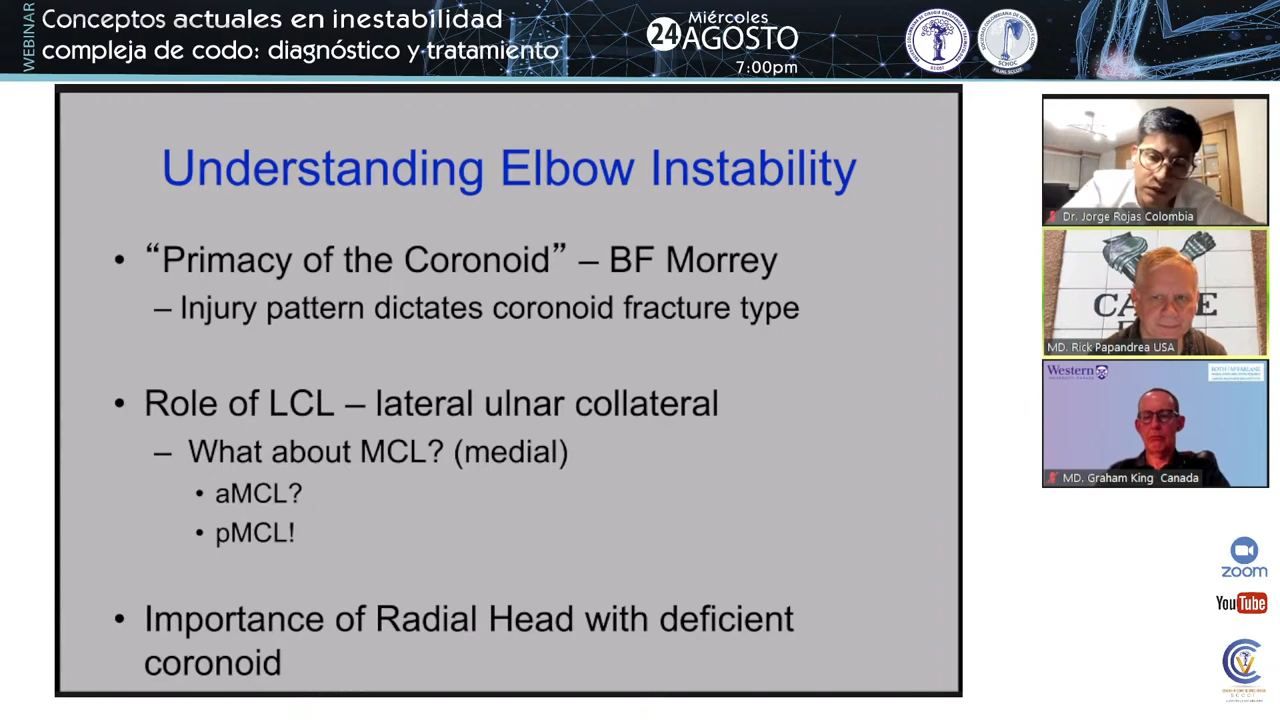 WEBINAR
Conceptos actuales en inestabilidad
compleja de codo: diagnóstico y tratamiento
Miércoles
24 AGOSTO
7:00pm
Understanding Elbow Instability
• “Primacy of the Coronoid” – BF Morrey
– Injury pattern dictates coronoid fracture type
• Role of LCL – lateral ulnar collateral
– What about MCL? (medial)
• aMCL?
• pMCL!
• Importance of Radial Head with deficient
coronoid
Dr. Jorge Rojas Colombia
MD. Rick Papandrea USA
Western
MD. Graham King Canada
zoom
YouTube